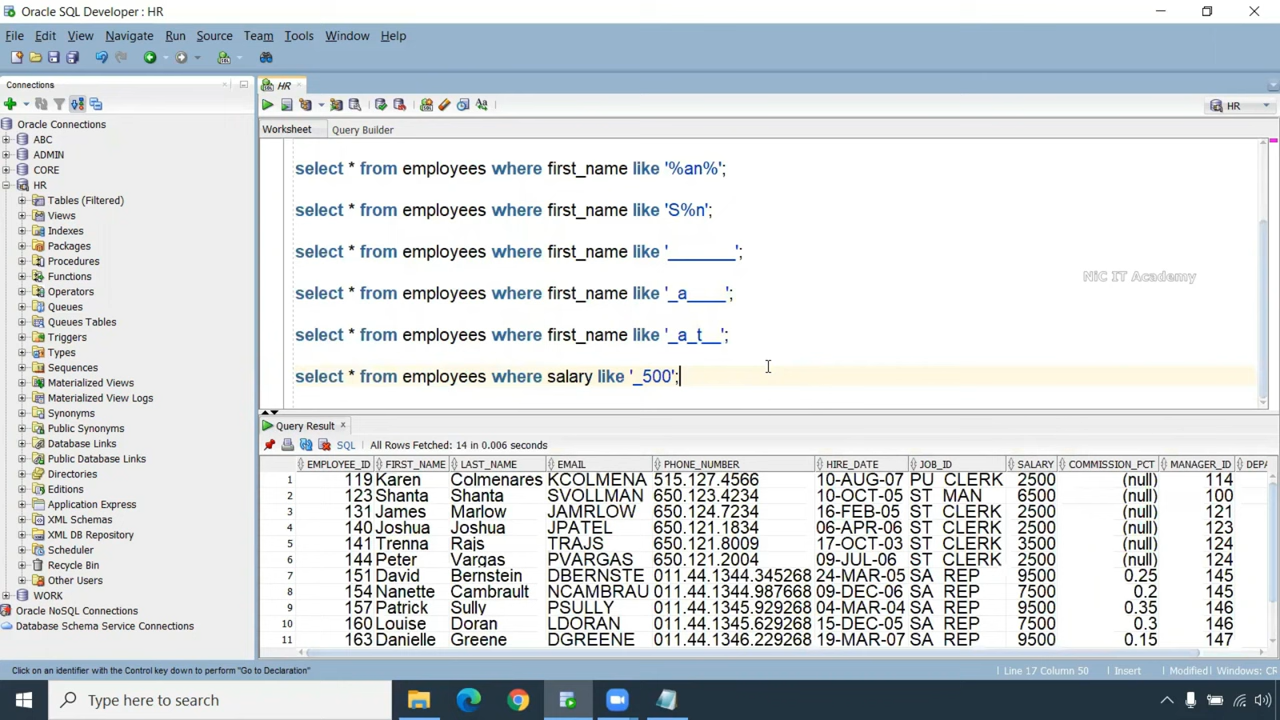 Oracle SQL Developer : HR
File Edit View Navigate Run Source Team Tools Window Help
Connections
Oracle Connections
ABC
ADMIN
CORE
HR
Tables (Filtered)
Views
Indexes
Packages
Procedures
Functions
Operators
Queues
Queues Tables
Triggers
Types
Sequences
Materialized Views
Materialized View Logs
Synonyms
Public Synonyms
Database Links
Public Database Links
Directories
Editions
Application Express
XML Schemas
XML DB Repository
Scheduler
Recycle Bin
Other Users
WORK
Oracle NoSQL Connections
Database Schema Service Connections
HR
HR
Worksheet Query Builder
select * from employees where first_name like '%an%';
select * from employees where first_name like 'S%n';
select * from employees where first_name like '_______';
NiC IT Academy
select * from employees where first_name like '_a____';
select * from employees where first_name like '_a_t__';
select * from employees where salary like '_500';
Query Result
SQL All Rows Fetched: 14 in 0.006 seconds
EMPLOYEE_ID FIRST_NAME LAST_NAME EMAIL PHONE_NUMBER HIRE_DATE JOB_ID SALARY COMMISSION_PCT MANAGER_ID DEPA
1 119 Karen Colmenares KCOLMENA 515.127.4566 10-AUG-07 PU_CLERK 2500 (null) 114
2 123 Shanta Shanta SVOLLMAN 650.123.4234 10-OCT-05 ST_MAN 6500 (null) 100
3 131 James Marlow JAMRLOW 650.124.7234 16-FEB-05 ST_CLERK 2500 (null) 121
4 140 Joshua Joshua JPATEL 650.121.1834 06-APR-06 ST_CLERK 2500 (null) 123
5 141 Trenna Rajs TRAJS 650.121.8009 17-OCT-03 ST_CLERK 3500 (null) 124
6 144 Peter Vargas PVARGAS 650.121.2004 09-JUL-06 ST_CLERK 2500 (null) 124
7 151 David Bernstein DBERNSTE 011.44.1344.345268 24-MAR-05 SA_REP 9500 0.25 145
8 154 Nanette Cambrault NCAMBRAU 011.44.1344.987668 09-DEC-06 SA_REP 7500 0.2 145
9 157 Patrick Sully PSULLY 011.44.1345.929268 04-MAR-04 SA_REP 9500 0.35 146
10 160 Louise Doran LDORAN 011.44.1345.629268 15-DEC-05 SA_REP 7500 0.3 146
11 163 Danielle Greene DGREENE 011.44.1346.229268 19-MAR-07 SA_REP 9500 0.15 147
Click on an identifier with the Control key down to perform "Go to Declaration" Line 17 Column 50 Insert Modified Windows: CR
Type here to search